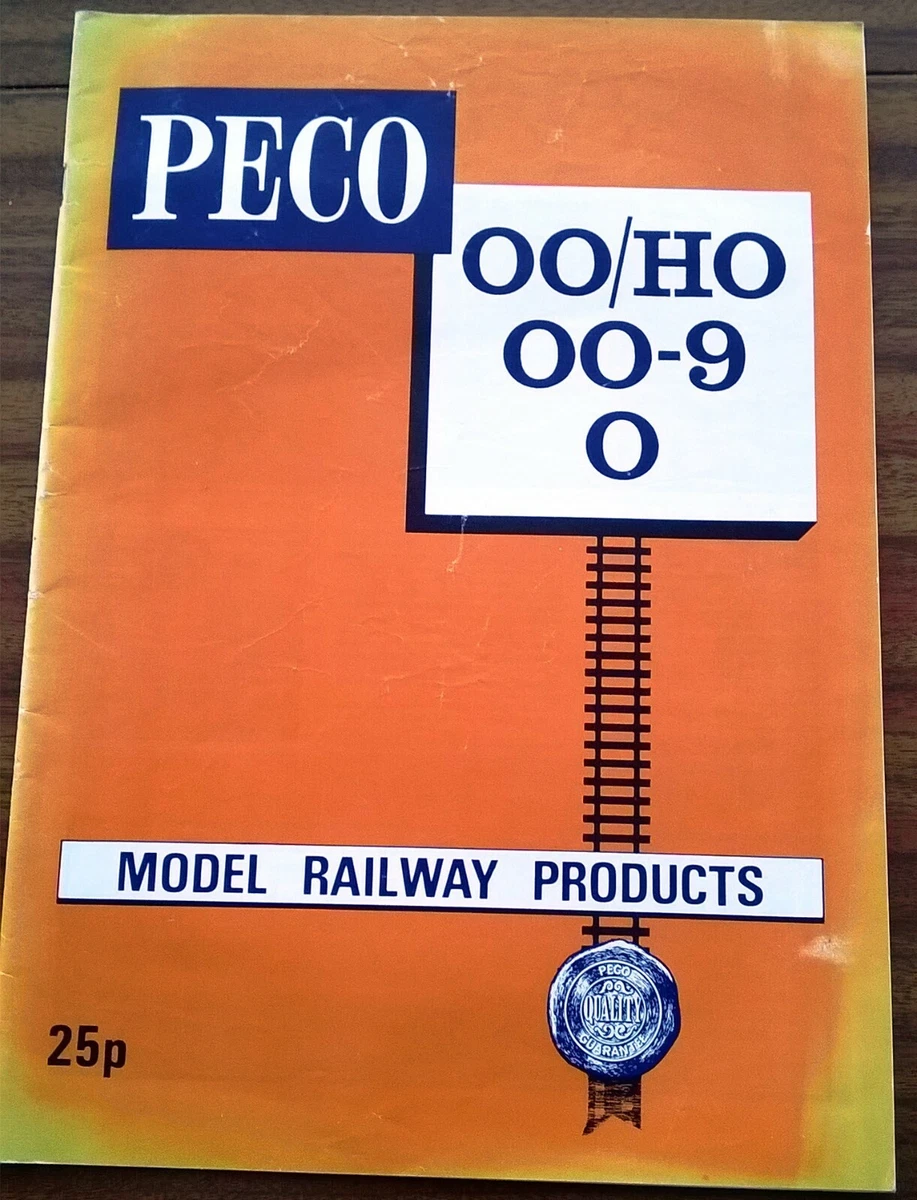 PECO
OO/HO
OO-9
O
MODEL RAILWAY PRODUCTS
PECO
QUALITY
GUARANTEE
25p